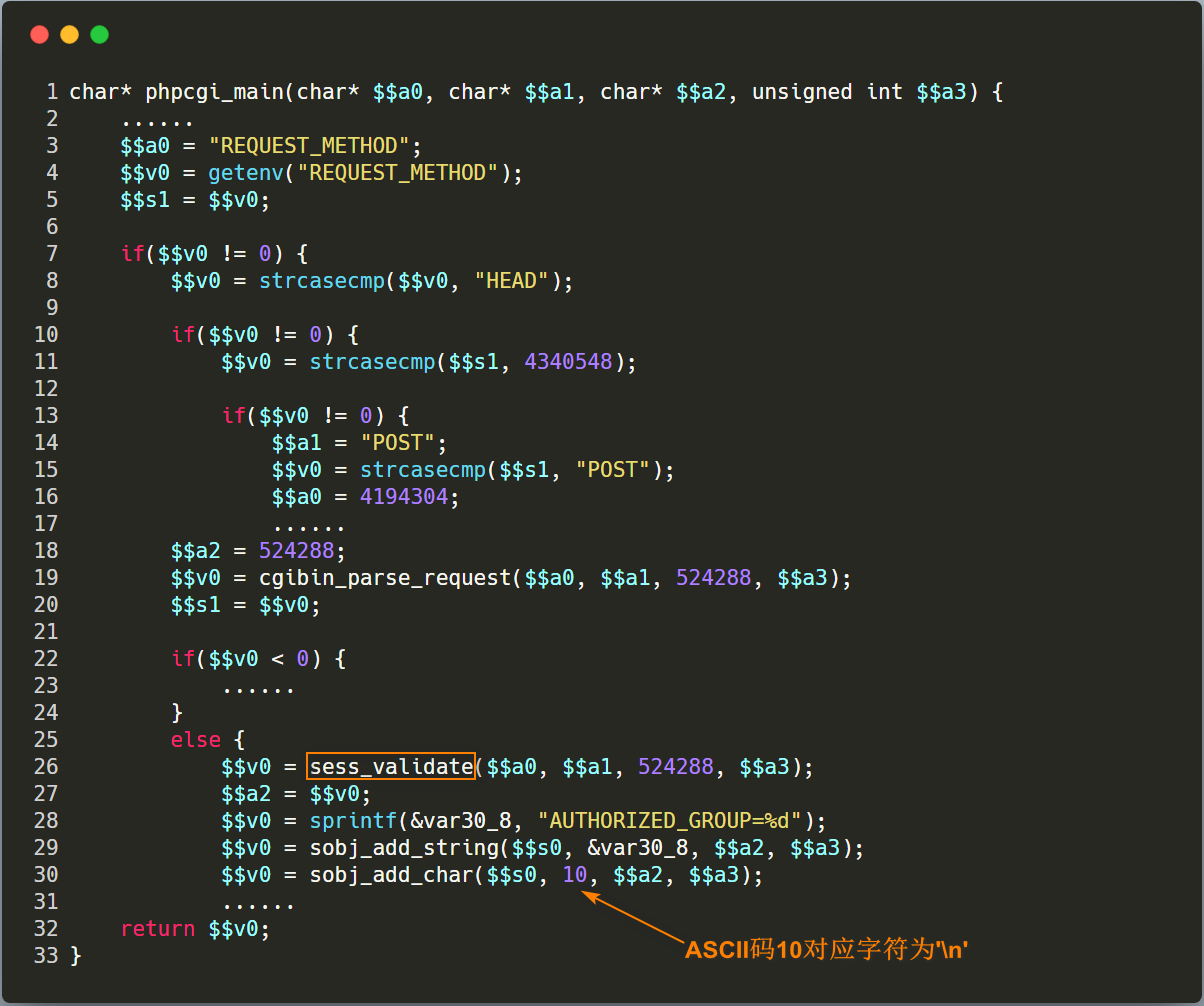 1 char* phpcgi_main(char* $$a0, char* $$a1, char* $$a2, unsigned int $$a3) {
2     ......
3     $$a0 = "REQUEST_METHOD";
4     $$v0 = getenv("REQUEST_METHOD");
5     $$s1 = $$v0;
6
7     if($$v0 != 0) {
8         $$v0 = strcasecmp($$v0, "HEAD");
9
10         if($$v0 != 0) {
11             $$v0 = strcasecmp($$s1, 4340548);
12
13             if($$v0 != 0) {
14                 $$a1 = "POST";
15                 $$v0 = strcasecmp($$s1, "POST");
16                 $$a0 = 4194304;
17                 ......
18         $$a2 = 524288;
19         $$v0 = cgibin_parse_request($$a0, $$a1, 524288, $$a3);
20         $$s1 = $$v0;
21
22         if($$v0 < 0) {
23             ......
24         }
25         else {
26             $$v0 = sess_validate($$a0, $$a1, 524288, $$a3);
27             $$a2 = $$v0;
28             $$v0 = sprintf(&var30_8, "AUTHORIZED_GROUP=%d");
29             $$v0 = sobj_add_string($$s0, &var30_8, $$a2, $$a3);
30             $$v0 = sobj_add_char($$s0, 10, $$a2, $$a3);
31             ......
32     return $$v0;
33 }
ASCII码10对应字符为'\n'